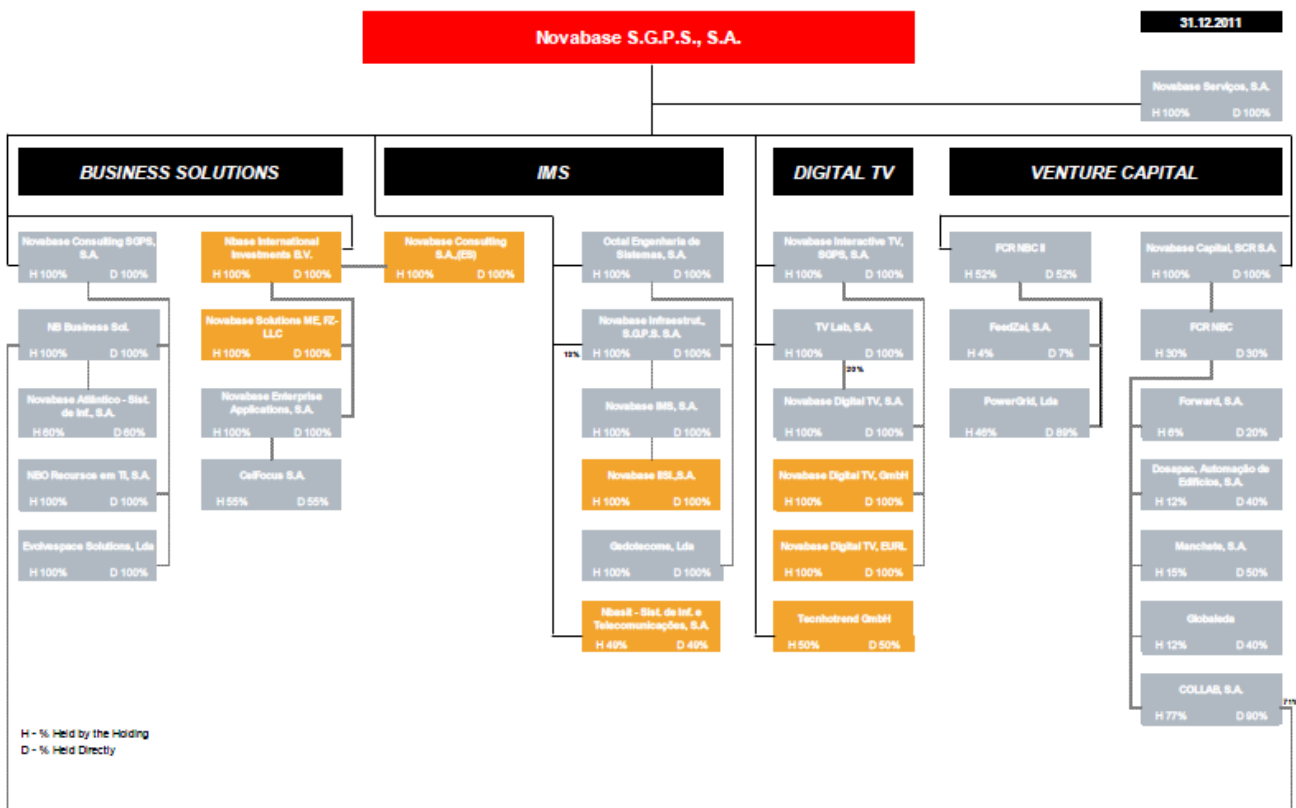 Novabase S.G.P.S., S.A.
31.12.2011
Novabase Serviços, S.A.
H 100% D 100%
BUSINESS SOLUTIONS
IMS
DIGITAL TV
VENTURE CAPITAL
Novabase Consulting SGPS,
S.A.
H 100% D 100%
NB Business Sol.
H 100% D 100%
Novabase Atlântico - Sist.
de Inf., S.A.
H 60% D 60%
NBO Recursos em TI, S.A.
H 100% D 100%
Evolvespace Solutions, Lda
H 100% D 100%
Nbase International
Investments B.V.
H 100% D 100%
Novabase Solutions ME, FZ-
LLC
H 100% D 100%
Novabase Enterprise
Applications, S.A.
H 100% D 100%
CelFocus S.A.
H 55% D 55%
Novabase Consulting
S.A.,(ES)
H 100% D 100%
Octal Engenharia de
Sistemas, S.A.
H 100% D 100%
Novabase Infraestrut.,
S.G.P.S. S.A.
H 100% D 100%
Novabase IMS, S.A.
H 100% D 100%
Novabase IISI,S.A.
H 100% D 100%
Gedotecome, Lda
H 100% D 100%
Nbasit - Sist. de Inf. e
Telecomunicações, S.A.
H 49% D 49%
Novabase Interactive TV,
SGPS, S.A.
H 100% D 100%
TV Lab, S.A.
H 100% D 100%
Novabase Digital TV, S.A.
H 100% D 100%
Novabase Digital TV, GmbH
H 100% D 100%
Novabase Digital TV, EURL
H 100% D 100%
Tecnhotrend GmbH
H 50% D 50%
FCR NBC II
H 52% D 52%
FeedZai, S.A.
H 4% D 7%
PowerGrid, Lda
H 46% D 89%
Novabase Capital, SCR S.A.
H 100% D 100%
FCR NBC
H 30% D 30%
Forward, S.A.
H 6% D 20%
Dosapac, Automação de
Edifícios, S.A.
H 12% D 40%
Manchete, S.A.
H 15% D 50%
Globaleda
H 12% D 40%
COLLAB, S.A.
H 77% D 90%
71%
H - % Held by the Holding
D - % Held Directly